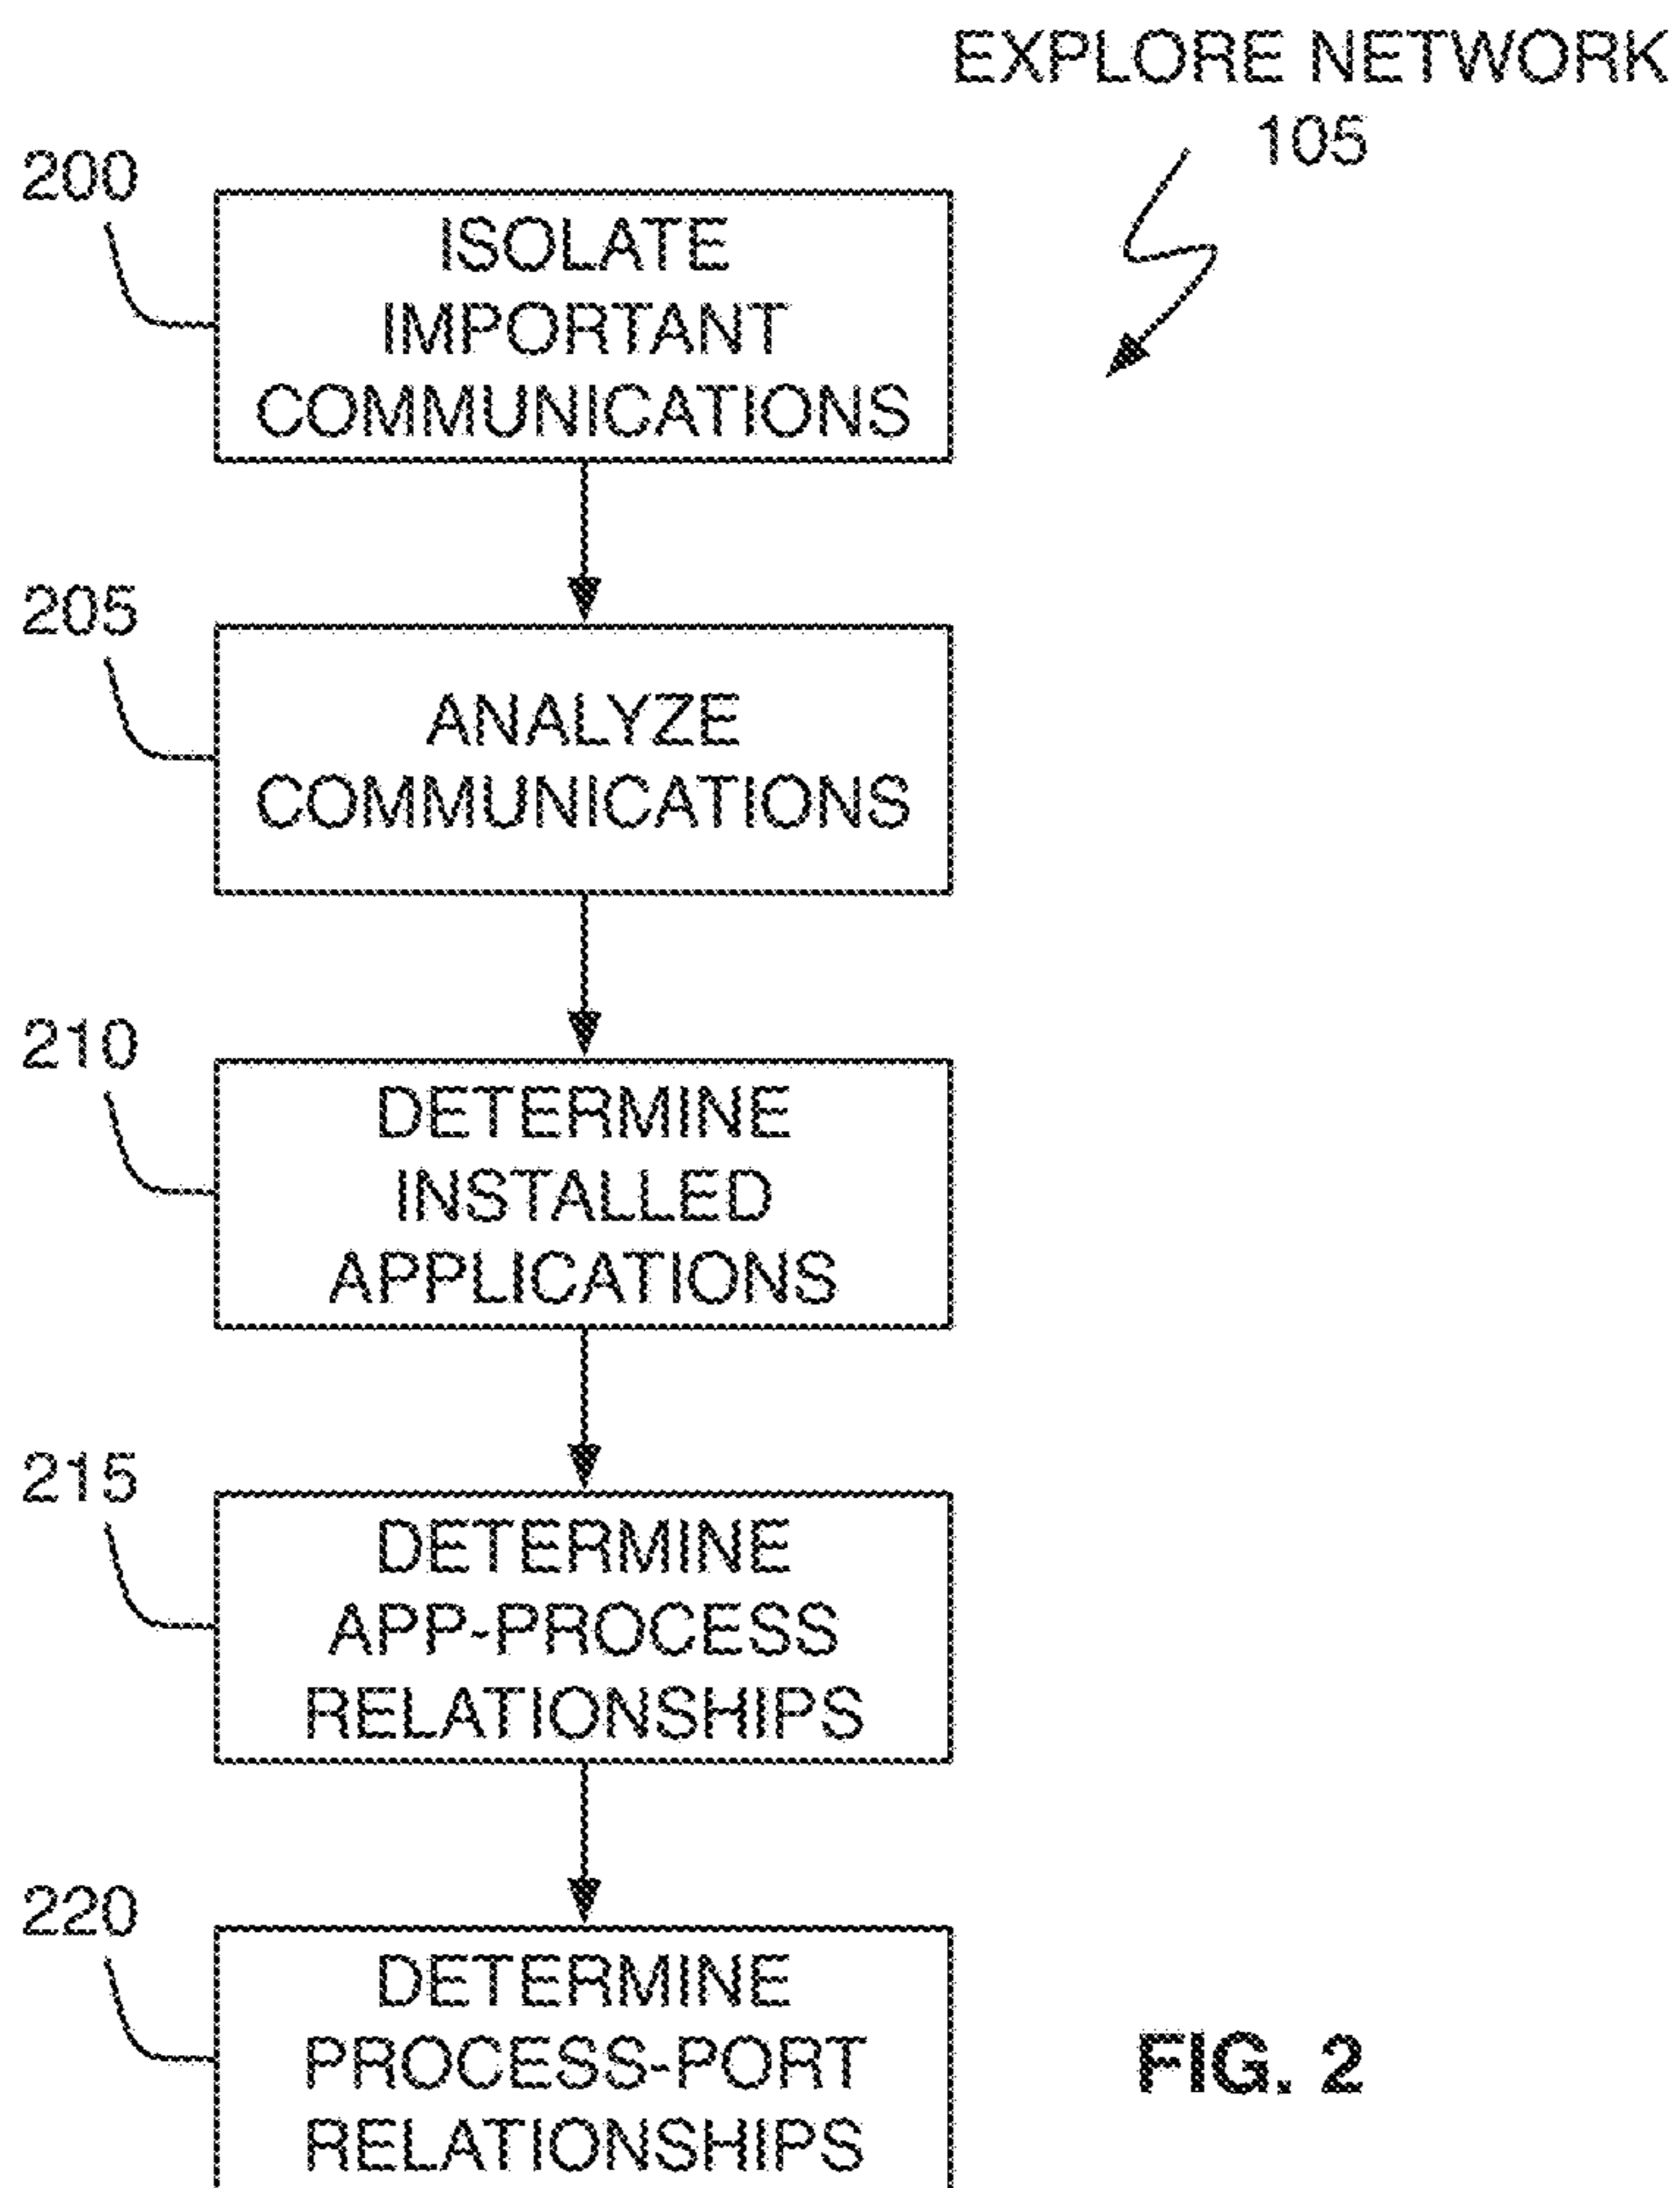 EXPLORE NETWORK
105
200
ISOLATE
IMPORTANT
COMMUNICATIONS
205
ANALYZE
COMMUNICATIONS
210
DETERMINE
INSTALLED
APPLICATIONS
215
DETERMINE
APP-PROCESS
RELATIONSHIPS
220
DETERMINE
PROCESS-PORT
RELATIONSHIPS
FIG. 2